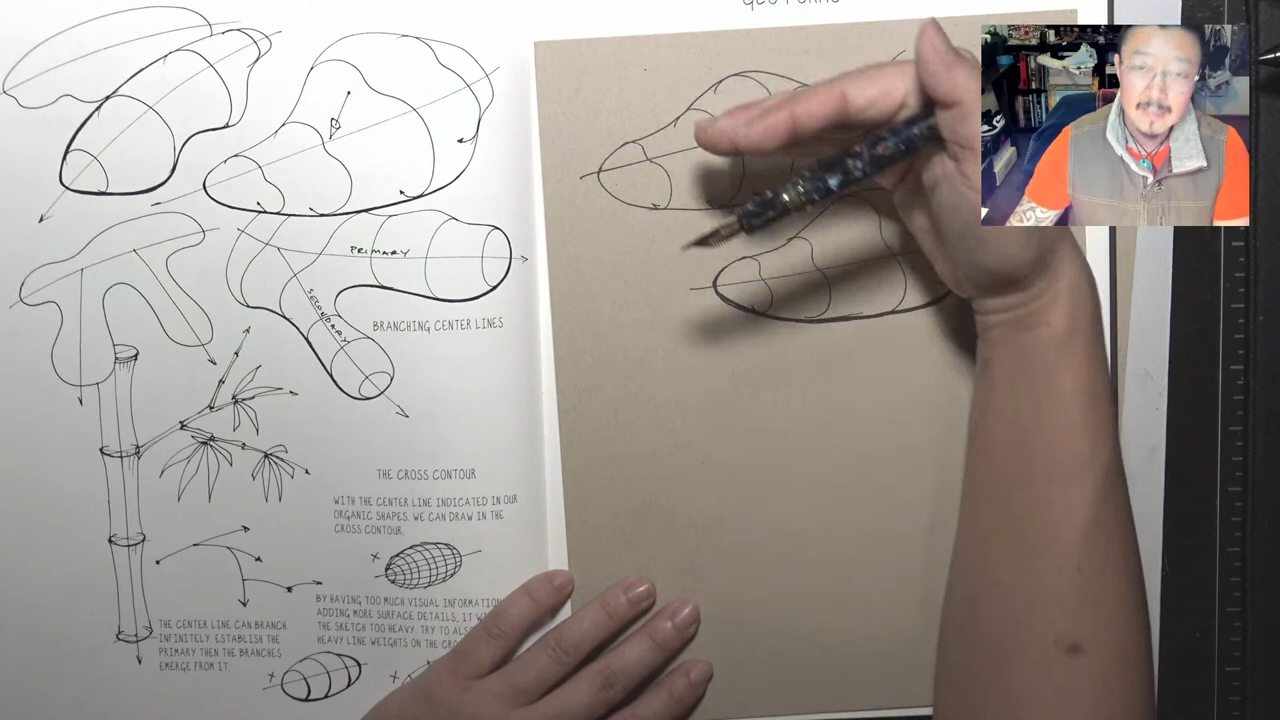 PRIMARY
SECONDARY
BRANCHING CENTER LINES
THE CROSS CONTOUR
WITH THE CENTER LINE INDICATED IN OUR
ORGANIC SHAPES. WE CAN DRAW IN THE
CROSS CONTOUR.
BY HAVING TOO MUCH VISUAL INFORMATION
ADDING MORE SURFACE DETAILS, IT
THE SKETCH TOO HEAVY. TRY TO
HEAVY LINE WEIGHTS ON THE
THE CENTER LINE CAN BRANCH
INFINITELY. ESTABLISH THE
PRIMARY THEN THE BRANCHES
EMERGE FROM IT.